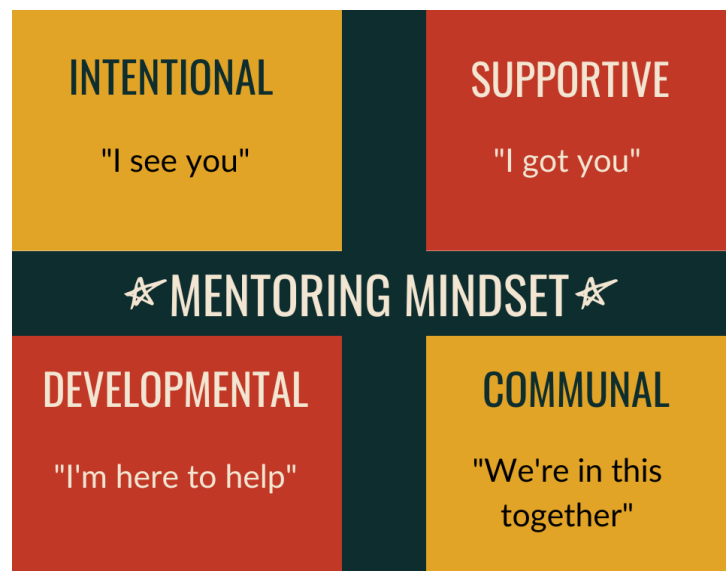 INTENTIONAL
"I see you"
SUPPORTIVE
"I got you"
MENTORING MINDSET
DEVELOPMENTAL
"I'm here to help"
COMMUNAL
"We're in this
together"